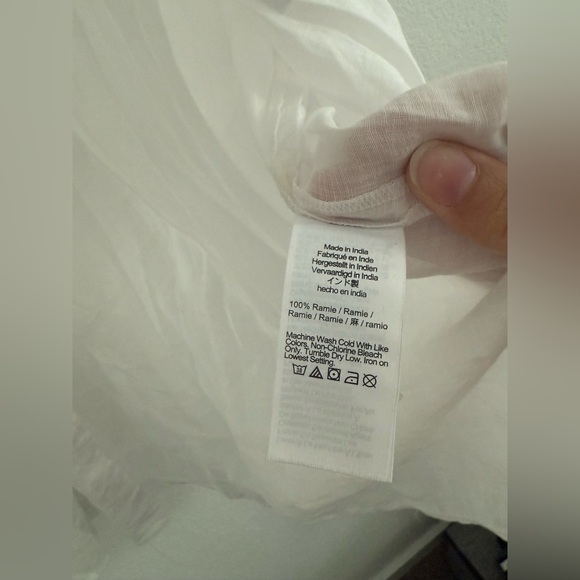 Made in India
Fabriqué en Inde
Hergestellt in Indien
Vervaardigd in India
インド製
hecho en india
100% Ramie / Ramie /
Ramie / Ramie / 麻 / ramio
Machine Wash Cold With Like
Colors. Non-Chlorine Bleach
Only. Tumble Dry Low. Iron on
Lowest Setting.